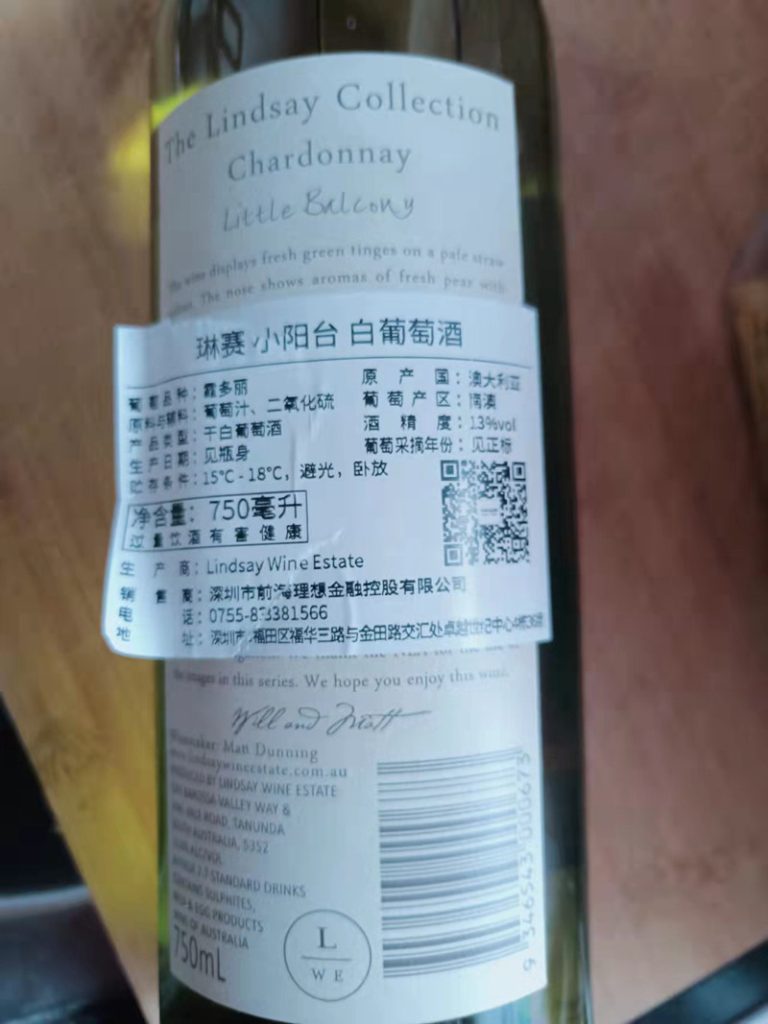 The Lindsay Collection
Chardonnay
Little Balcony
wine displays fresh green tinges on a pale straw
The nose shows aromas of fresh pear with
琳赛 小阳台 白葡萄酒
葡萄品种：霞多丽
原料与辅料：葡萄汁、二氧化硫
产品类型：干白葡萄酒
生产日期：见瓶身
贮存条件：15°C-18°C，避光，卧放
原产国：澳大利亚
葡萄产区：南澳
酒精度：13%vol
葡萄采摘年份：见正标
净含量：750毫升
过量饮酒有害健康
生产商：Lindsay Wine Estate
销售商：深圳市前海理想金融控股有限公司
电话：0755-83381566
地址：深圳市福田区福华三路与金田路交汇处卓越世纪中心4栋
images in this series. We hope you enjoy this wine.
Will and Matt
Winemaker: Matt Dunning
www.lindsaywineestate.com.au
PRODUCED BY LINDSAY WINE ESTATE
BAROSSA VALLEY WAY &
ROAD, TANUNDA
SOUTH AUSTRALIA, 5352
ALC/VOL
APPROX 7.7 STANDARD DRINKS
CONTAINS SULPHITES,
MILK & EGG PRODUCTS
WINE OF AUSTRALIA
750mL
L
WE
9 346543 000673